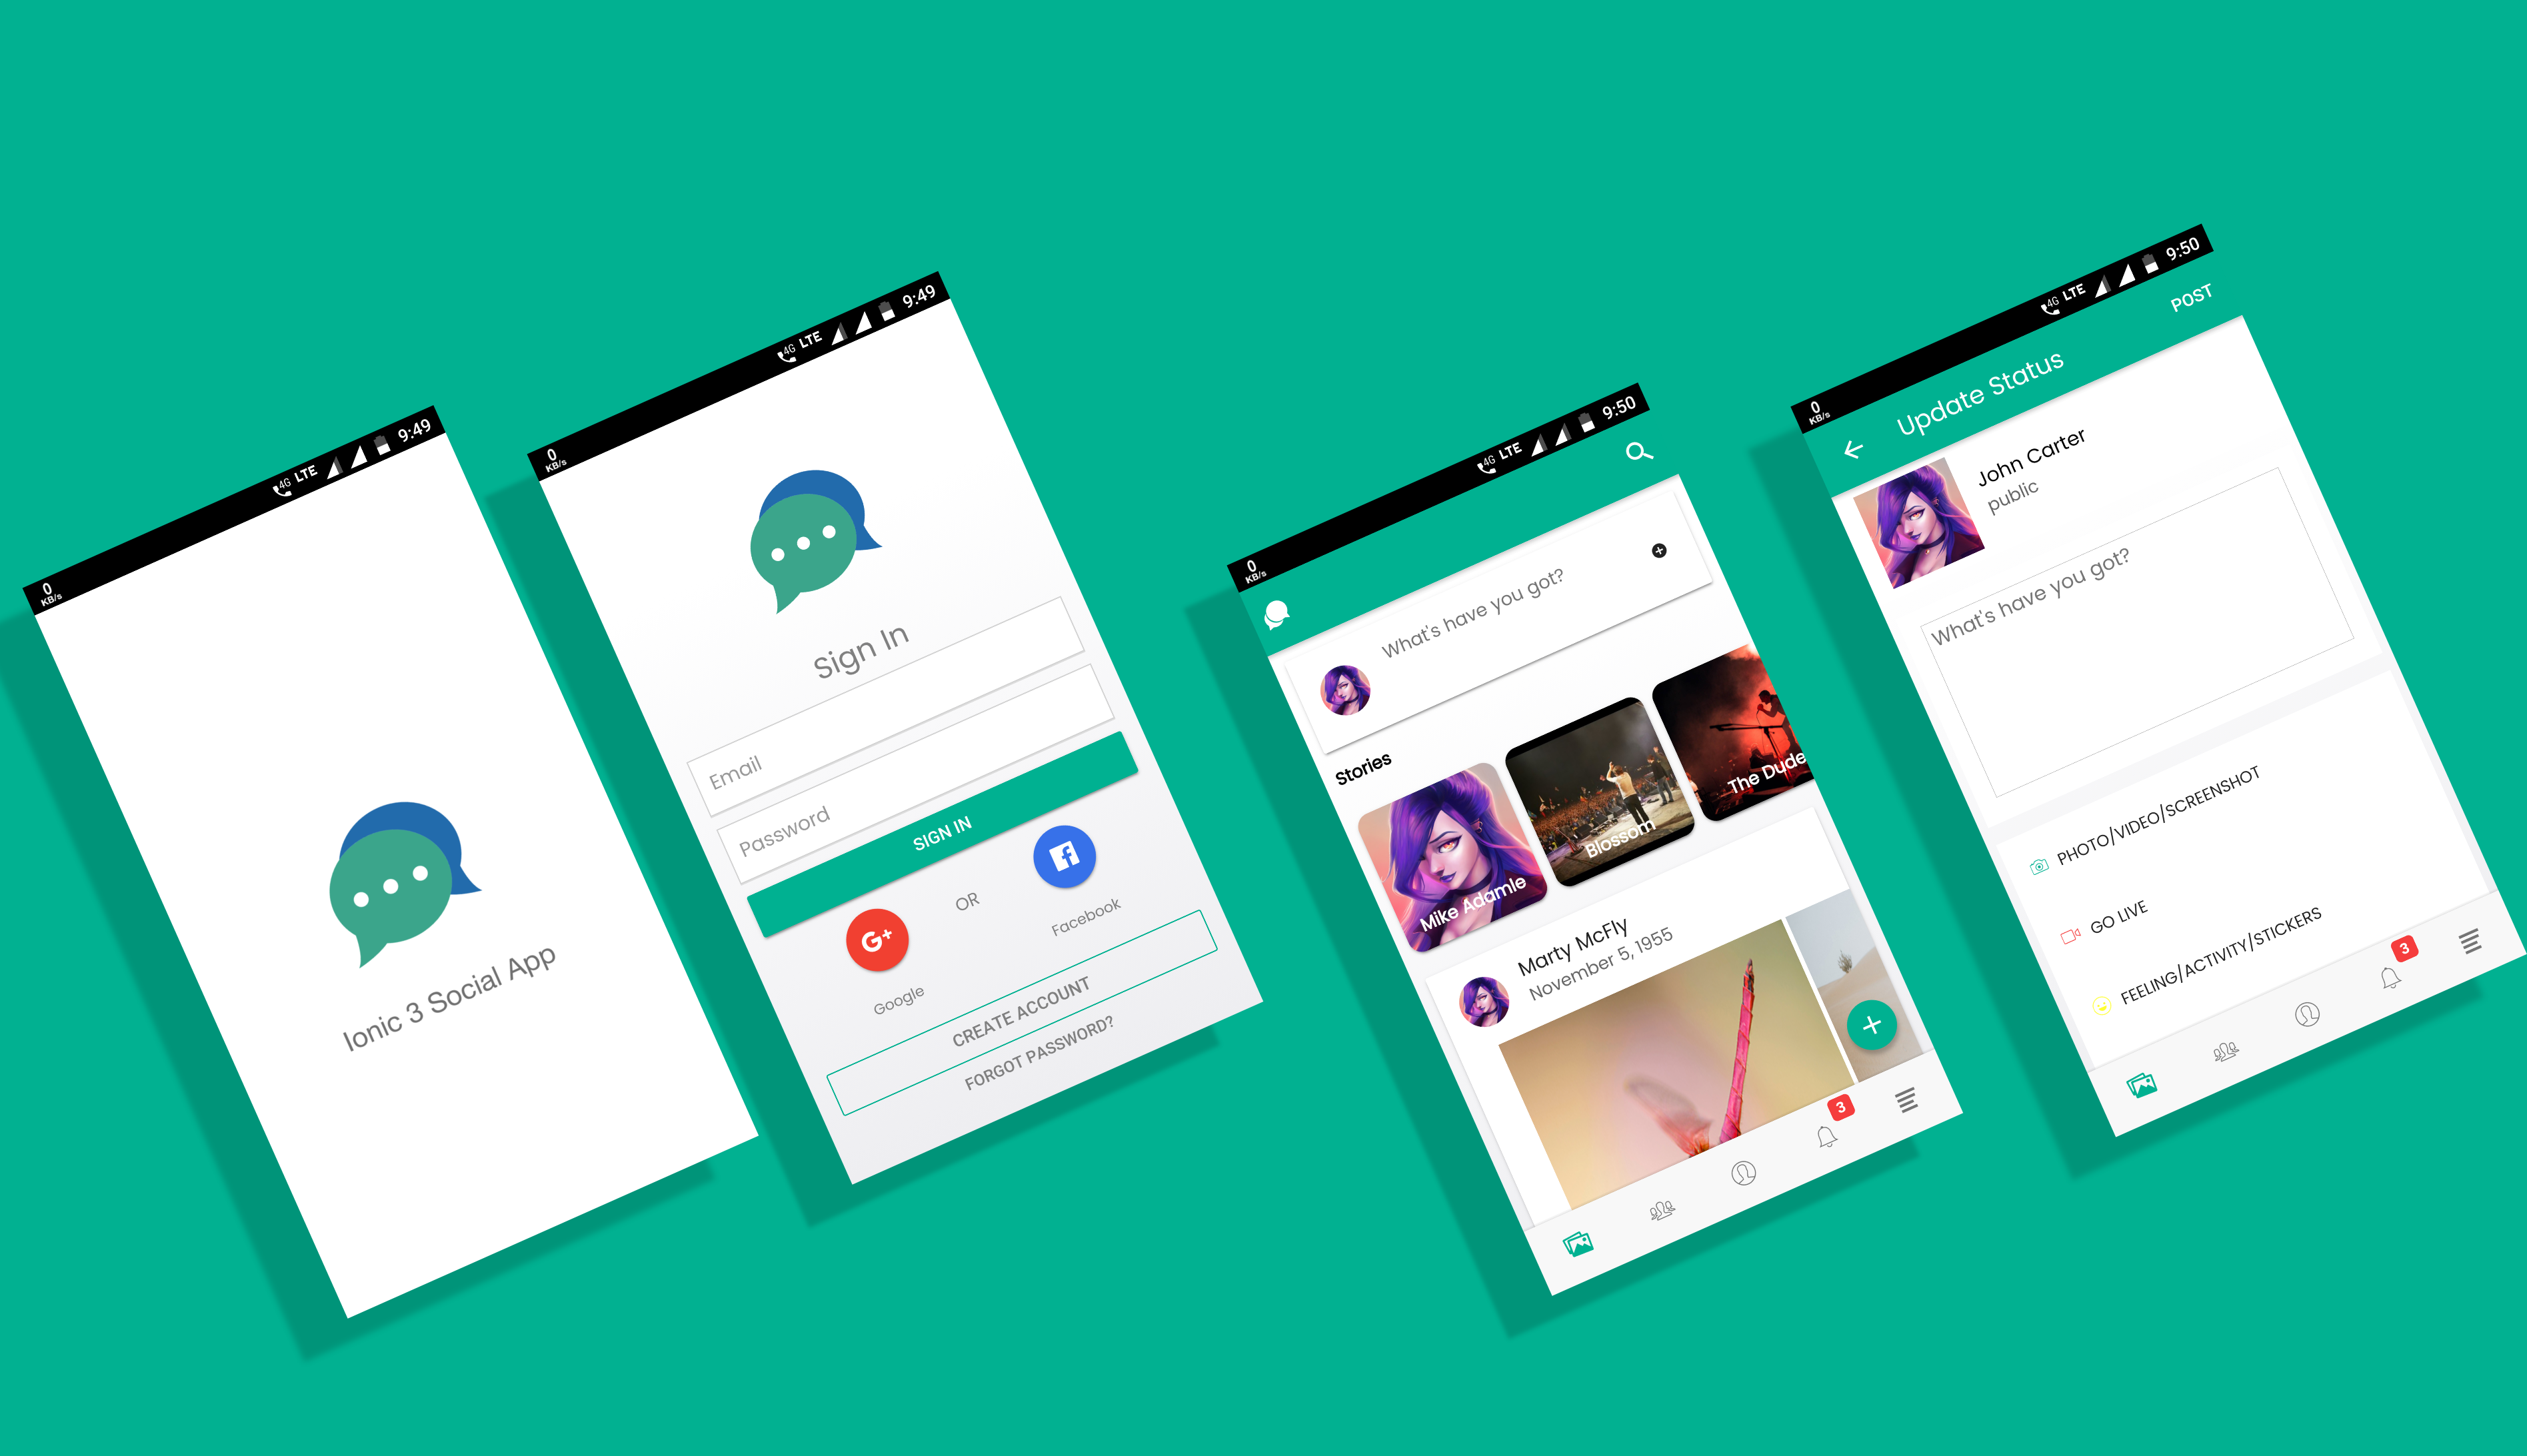 0
KB/s
4G LTE 9:49
Ionic 3 Social App
0
KB/s
4G LTE 9:49
Sign In
Email
Password
SIGN IN
G+
OR
f
Google
Facebook
CREATE ACCOUNT
FORGOT PASSWORD?
0
KB/s
4G LTE 9:50
What's have you got?
Stories
Mike Adamle
Blossom
The Dude
Marty McFly
November 5, 1955
3
0
KB/s
4G LTE 9:50
Update Status
POST
John Carter
public
What's have you got?
PHOTO/VIDEO/SCREENSHOT
GO LIVE
FEELING/ACTIVITY/STICKERS
3